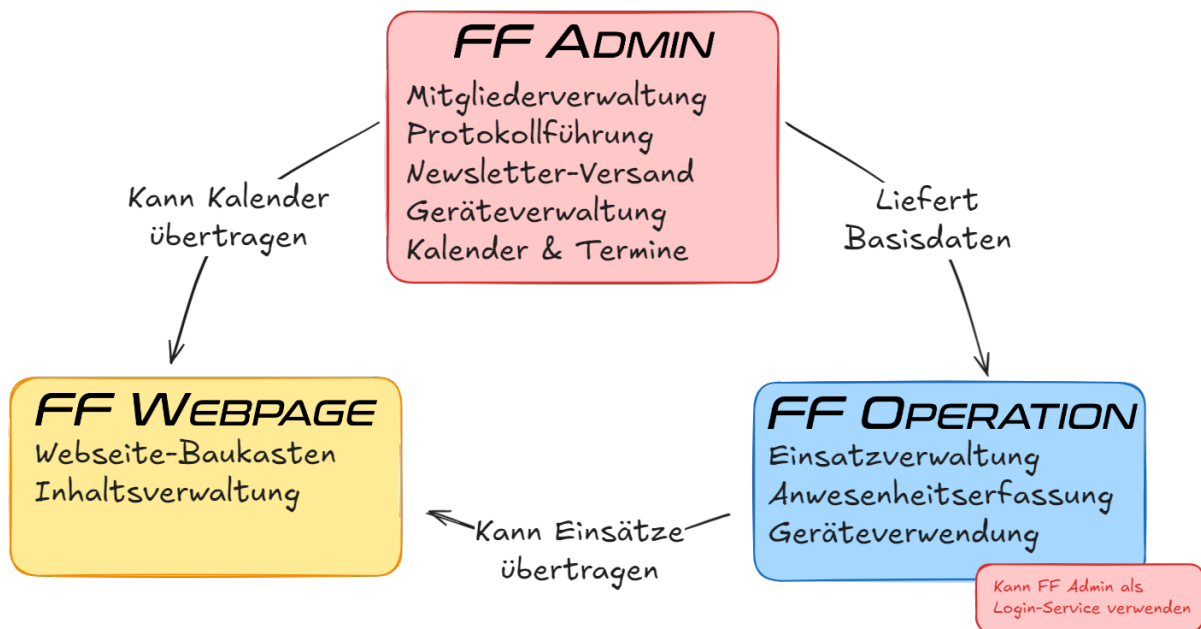 FF ADMIN
Mitgliederverwaltung
Protokollführung
Newsletter-Versand
Geräteverwaltung
Kalender & Termine
Kann Kalender
übertragen
Liefert
Basisdaten
FF WEBPAGE
Webseite-Baukasten
Inhaltsverwaltung
FF OPERATION
Einsatzverwaltung
Anwesenheitserfassung
Geräteverwendung
Kann Einsätze
übertragen
Kann FF Admin als
Login-Service verwenden